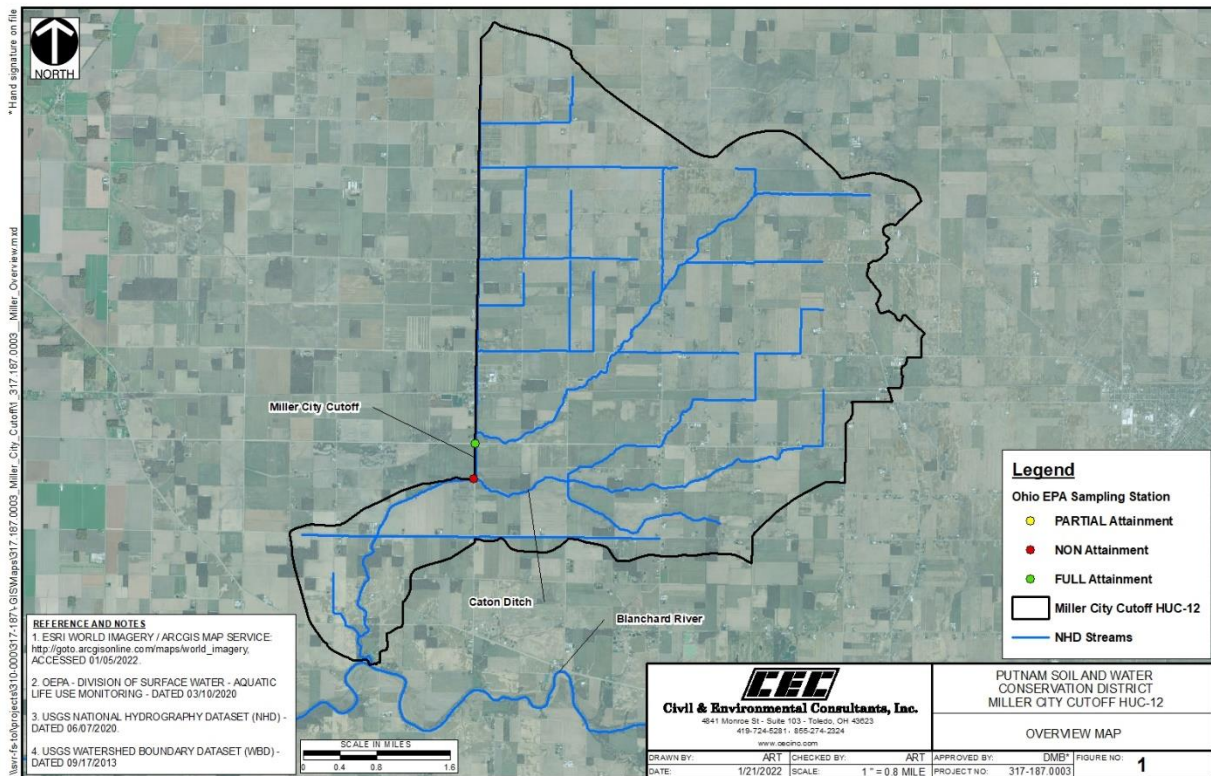 * Hand signature on file
NORTH
\\svr-fs-tol\projects\310-000\317-187\-GIS\Maps\317.187.0003_Miller_City_Cutoff\1_317.187.0003__Miller_Overview.mxd
Miller City Cutoff
Caton Ditch
Blanchard River
Legend
Ohio EPA Sampling Station
PARTIAL Attainment
NON Attainment
FULL Attainment
Miller City Cutoff HUC-12
NHD Streams
REFERENCE AND NOTES
1. ESRI WORLD IMAGERY / ARCGIS MAP SERVICE:
http://goto.arcgisonline.com/maps/world_imagery,
ACCESSED 01/05/2022.
2. OEPA - DIVISION OF SURFACE WATER - AQUATIC
LIFE USE MONITORING - DATED 03/10/2020
3. USGS NATIONAL HYDROGRAPHY DATASET (NHD) -
DATED 06/07/2020.
4. USGS WATERSHED BOUNDARY DATASET (WBD) -
DATED 09/17/2013
SCALE IN MILES
0 0.4 0.8 1.6
CEC
Civil & Environmental Consultants, Inc.
4841 Monroe St - Suite 103 - Toledo, OH 43623
419-724-5281 · 855-274-2324
www.cecinc.com
PUTNAM SOIL AND WATER
CONSERVATION DISTRICT
MILLER CITY CUTOFF HUC-12
OVERVIEW MAP
DRAWN BY: ART CHECKED BY: ART APPROVED BY: DMB* FIGURE NO: 1
DATE: 1/21/2022 SCALE: 1 " = 0.8 MILE PROJECT NO: 317-187.0003